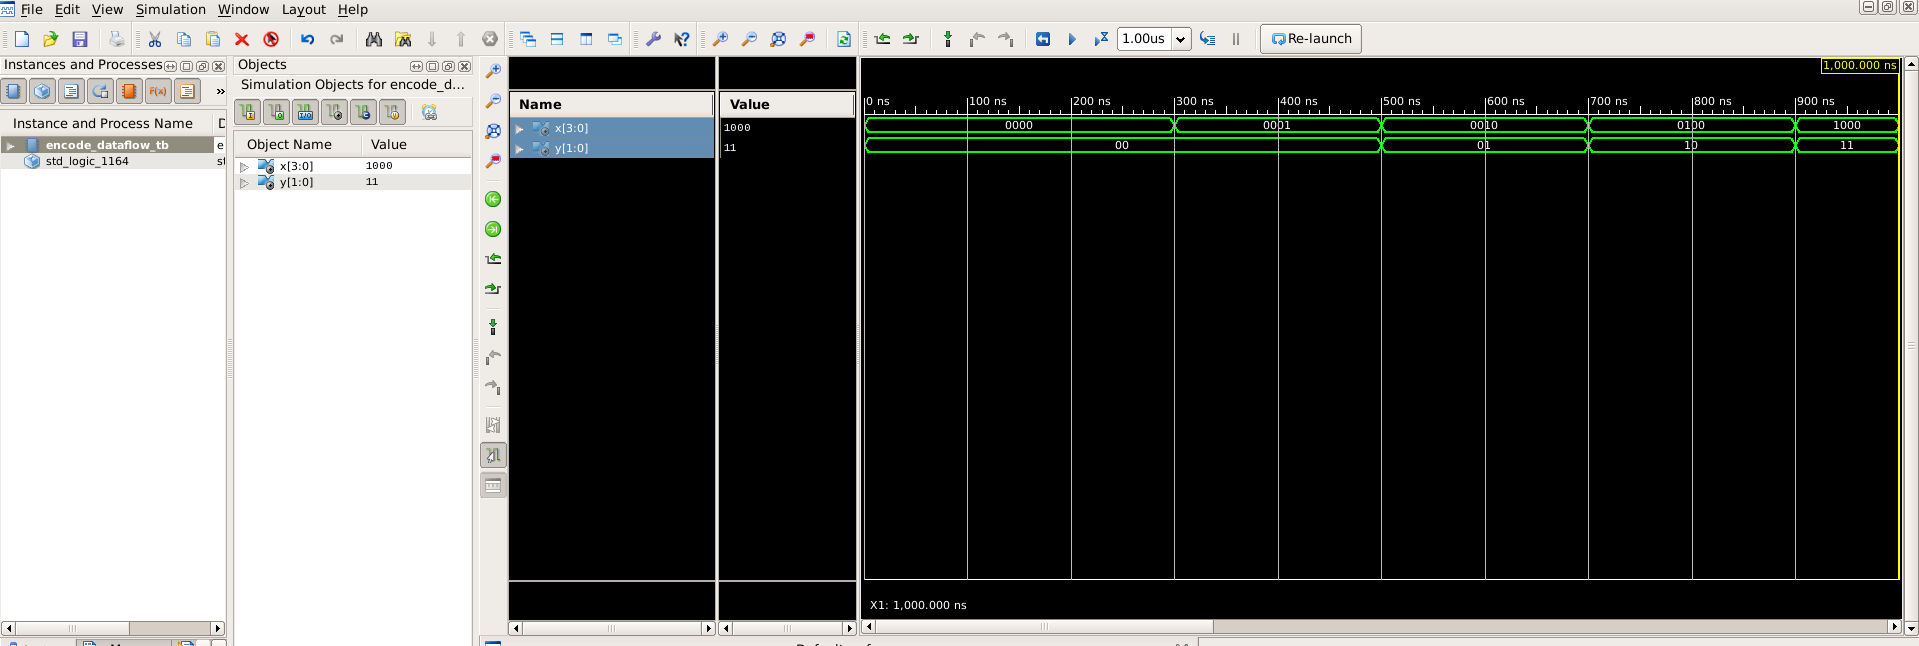 File Edit View Simulation Window Layout Help
1.00us Re-launch
Instances and Processes
F(x) »
Instance and Process Name D
encode_dataflow_tb e
std_logic_1164 st
Objects
Simulation Objects for encode_d...
Object Name Value
x[3:0] 1000
y[1:0] 11
Name Value
x[3:0] 1000
y[1:0] 11
1,000.000 ns
0 ns 100 ns 200 ns 300 ns 400 ns 500 ns 600 ns 700 ns 800 ns 900 ns
0000 0001 0010 0100 1000
00 01 10 11
X1: 1,000.000 ns